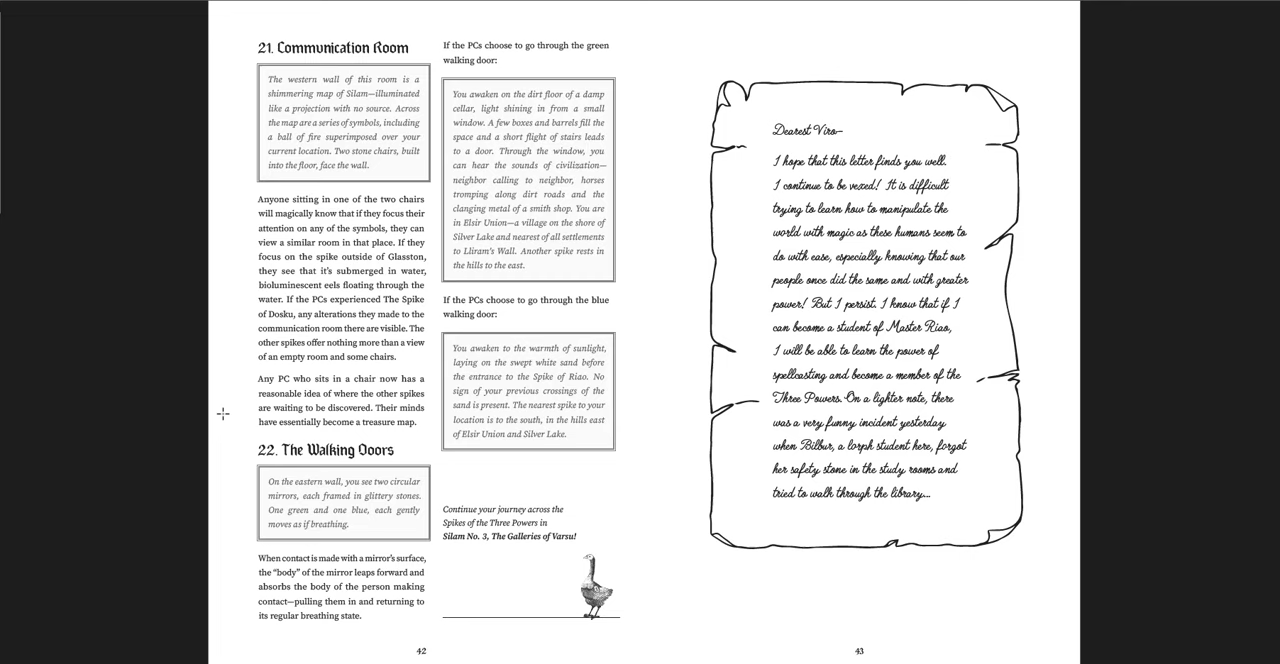 21. Communication Room
The western wall of this room is a
shimmering map of Silam—illuminated
like a projection with no source. Across
the map are a series of symbols, including
a ball of fire superimposed over your
current location. Two stone chairs, built
into the floor, face the wall.
Anyone sitting in one of the two chairs
will magically know that if they focus their
attention on any of the symbols, they can
view a similar room in that place. If they
focus on the spike outside of Glasston,
they see that it's submerged in water,
bioluminescent eels floating through the
water. If the PCs experienced The Spike
of Dosku, any alterations they made to the
communication room there are visible. The
other spikes offer nothing more than a view
of an empty room and some chairs.
Any PC who sits in a chair now has a
reasonable idea of where the other spikes
are waiting to be discovered. Their minds
have essentially become a treasure map.
22. The Walking Doors
On the eastern wall, you see two circular
mirrors, each framed in glittery stones.
One green and one blue, each gently
moves as if breathing.
When contact is made with a mirror's surface,
the “body” of the mirror leaps forward and
absorbs the body of the person making
contact—pulling them in and returning to
its regular breathing state.
If the PCs choose to go through the green
walking door:
You awaken on the dirt floor of a damp
cellar, light shining in from a small
window. A few boxes and barrels fill the
space and a short flight of stairs leads
to a door. Through the window, you
can hear the sounds of civilization—
neighbor calling to neighbor, horses
tromping along dirt roads and the
clanging metal of a smith shop. You are
in Elsir Union—a village on the shore of
Silver Lake and nearest of all settlements
to Lliram's Wall. Another spike rests in
the hills to the east.
If the PCs choose to go through the blue
walking door:
You awaken to the warmth of sunlight,
laying on the swept white sand before
the entrance to the Spike of Riao. No
sign of your previous crossings of the
sand is present. The nearest spike to your
location is to the south, in the hills east
of Elsir Union and Silver Lake.
Continue your journey across the
Spikes of the Three Powers in
Silam No. 3, The Galleries of Varsu!
42
Dearest Viro—
I hope that this letter finds you well.
I continue to be vexed! It is difficult
trying to learn how to manipulate the
world with magic as these humans seem to
do with ease, especially knowing that our
people once did the same and with greater
power! But I persist. I know that if I
can become a student of Master Riao,
I will be able to learn the power of
spellcasting and become a member of the
Three Powers. On a lighter note, there
was a very funny incident yesterday
when Bilbur, a lorph student here, forgot
her safety stone in the study rooms and
tried to walk through the library...
43